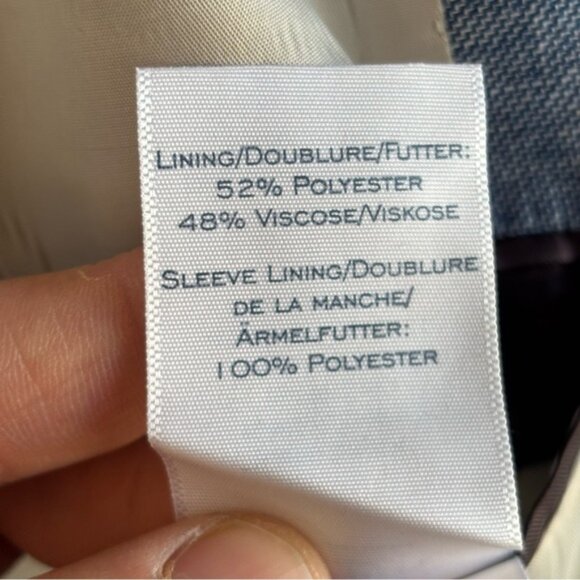 LINING/DOUBLURE/FUTTER:
52% POLYESTER
48% VISCOSE/VISKOSE
SLEEVE LINING/DOUBLURE
DE LA MANCHE/
ÄRMELFUTTER:
100% POLYESTER